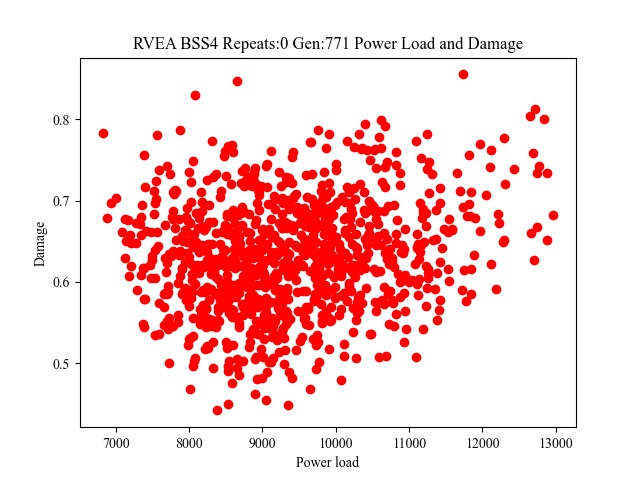 RVEA BSS4 Repeats:0 Gen:771 Power Load and Damage
0.8
0.7
0.6
0.5
Damage
7000 8000 9000 10000 11000 12000 13000
Power load